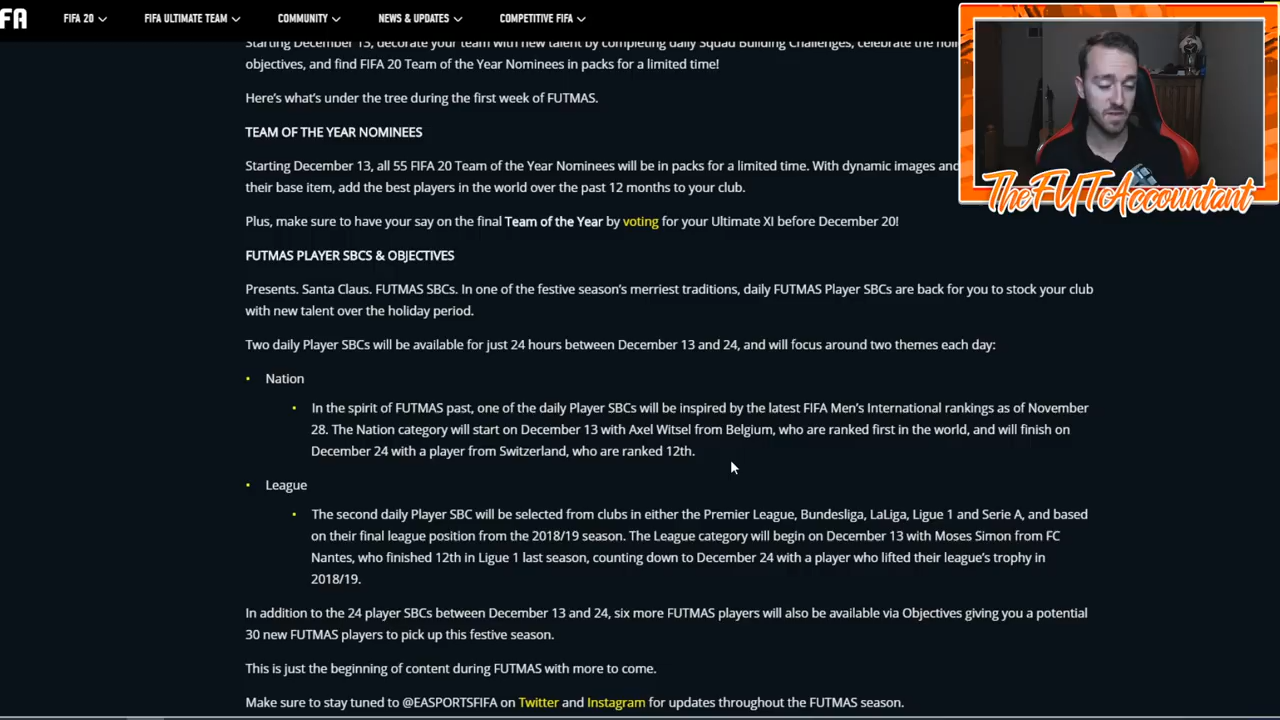 FA
FIFA 20
FIFA ULTIMATE TEAM
COMMUNITY
NEWS & UPDATES
COMPETITIVE FIFA
Starting December 13, decorate your team with new talent by completing daily Squad Building Challenges, celebrate the
objectives, and find FIFA 20 Team of the Year Nominees in packs for a limited time!
Here's what's under the tree during the first week of FUTMAS.
TEAM OF THE YEAR NOMINEES
Starting December 13, all 55 FIFA 20 Team of the Year Nominees will be in packs for a limited time. With dynamic images and
their base item, add the best players in the world over the past 12 months to your club.
Plus, make sure to have your say on the final Team of the Year by voting for your Ultimate XI before December 20!
FUTMAS PLAYER SBCS & OBJECTIVES
Presents. Santa Claus. FUTMAS SBCs. In one of the festive season's merriest traditions, daily FUTMAS Player SBCs are back for you to stock your club
with new talent over the holiday period.
Two daily Player SBCs will be available for just 24 hours between December 13 and 24, and will focus around two themes each day:
• Nation
• In the spirit of FUTMAS past, one of the daily Player SBCs will be inspired by the latest FIFA Men's International rankings as of November
28. The Nation category will start on December 13 with Axel Witsel from Belgium, who are ranked first in the world, and will finish on
December 24 with a player from Switzerland, who are ranked 12th.
• League
• The second daily Player SBC will be selected from clubs in either the Premier League, Bundesliga, LaLiga, Ligue 1 and Serie A, and based
on their final league position from the 2018/19 season. The League category will begin on December 13 with Moses Simon from FC
Nantes, who finished 12th in Ligue 1 last season, counting down to December 24 with a player who lifted their league's trophy in
2018/19.
In addition to the 24 player SBCs between December 13 and 24, six more FUTMAS players will also be available via Objectives giving you a potential
30 new FUTMAS players to pick up this festive season.
This is just the beginning of content during FUTMAS with more to come.
Make sure to stay tuned to @EASPORTSFIFA on Twitter and Instagram for updates throughout the FUTMAS season.
TheFUTAccountant